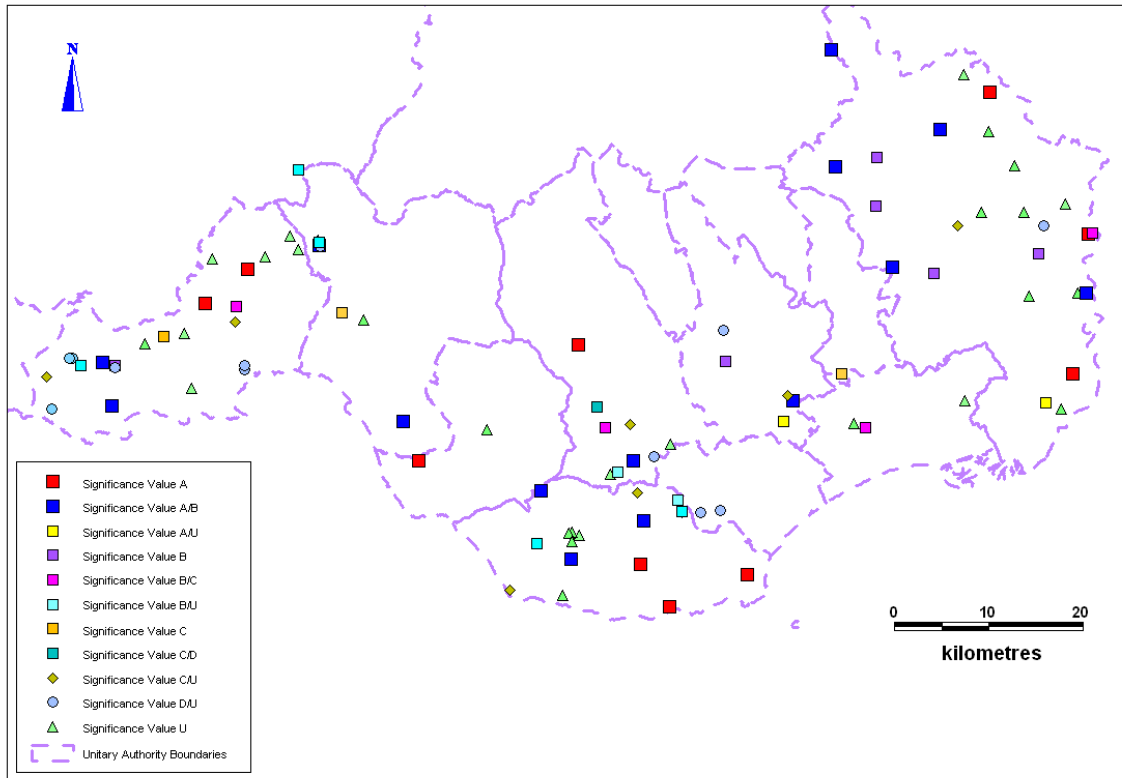 N
Significance Value A
Significance Value A/B
Significance Value A/U
Significance Value B
Significance Value B/C
Significance Value B/U
Significance Value C
Significance Value C/D
Significance Value C/U
Significance Value D/U
Significance Value U
Unitary Authority Boundaries
0 10 20
kilometres